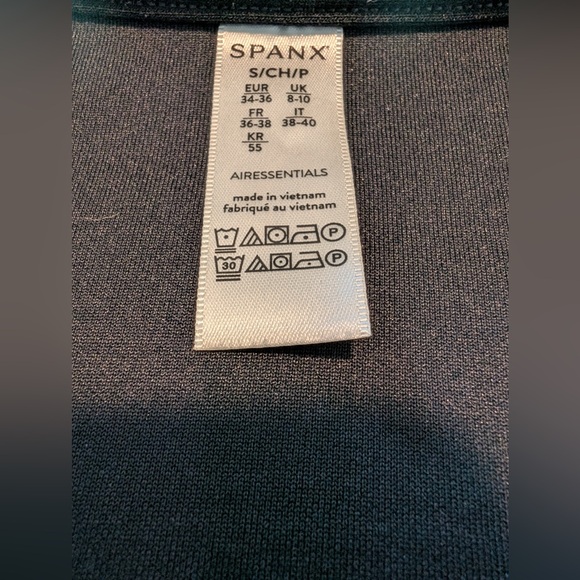 SPANX
S/CH/P
EUR UK
34-36 8-10
FR IT
36-38 38-40
KR
55
AIRESSENTIALS
made in vietnam
fabriqué au vietnam
P
30 P